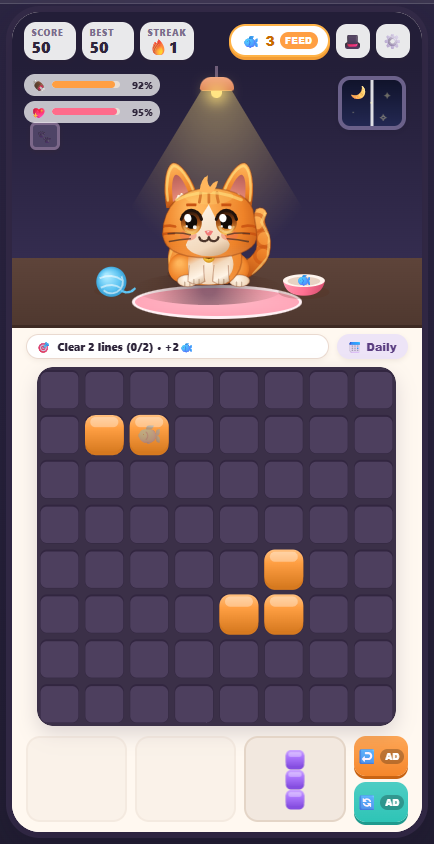 SCORE
50
BEST
50
STREAK
1
3 FEED
92%
95%
Clear 2 lines (0/2) • +2
Daily
AD
AD